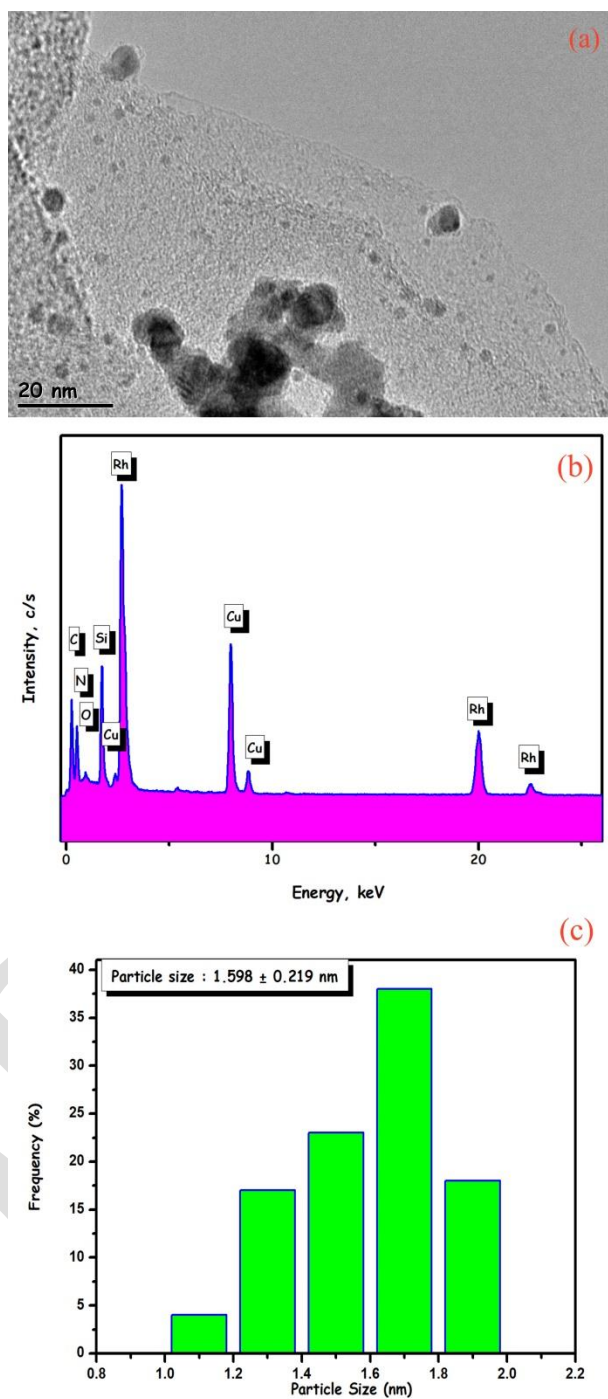 (a)
20 nm
(b)
Rh
Cu
C
Si
N
Rh
O
Cu
Cu
Rh
Intensity, c/s
0
10
20
Energy, keV
(c)
Particle size : 1.598 ± 0.219 nm
40
35
30
25
20
15
10
5
0
Frequency (%)
0.8
1.0
1.2
1.4
1.6
1.8
2.0
2.2
Particle Size (nm)